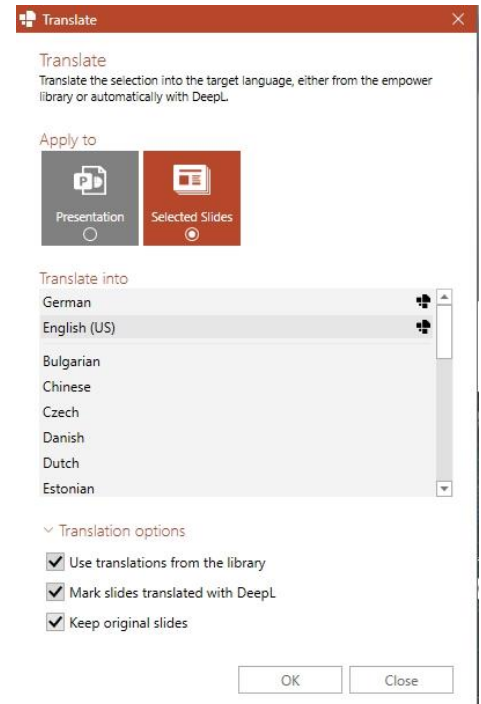 Translate
Translate
Translate the selection into the target language, either from the empower
library or automatically with DeepL.
Apply to
Presentation
Selected Slides
Translate into
German
English (US)
Bulgarian
Chinese
Czech
Danish
Dutch
Estonian
Translation options
Use translations from the library
Mark slides translated with DeepL
Keep original slides
OK
Close